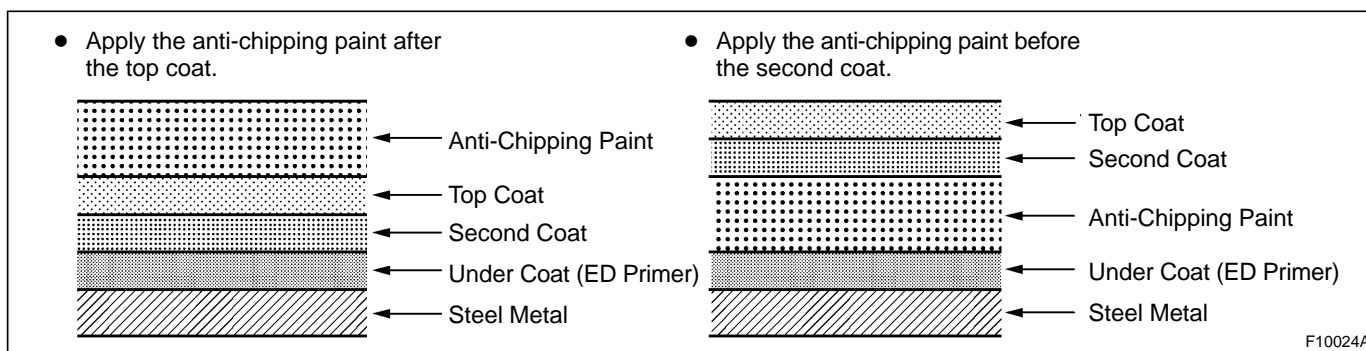 ● Apply the anti-chipping paint after
the top coat.
Anti-Chipping Paint
Top Coat
Second Coat
Under Coat (ED Primer)
Steel Metal
● Apply the anti-chipping paint before
the second coat.
Top Coat
Second Coat
Anti-Chipping Paint
Under Coat (ED Primer)
Steel Metal
F10024A